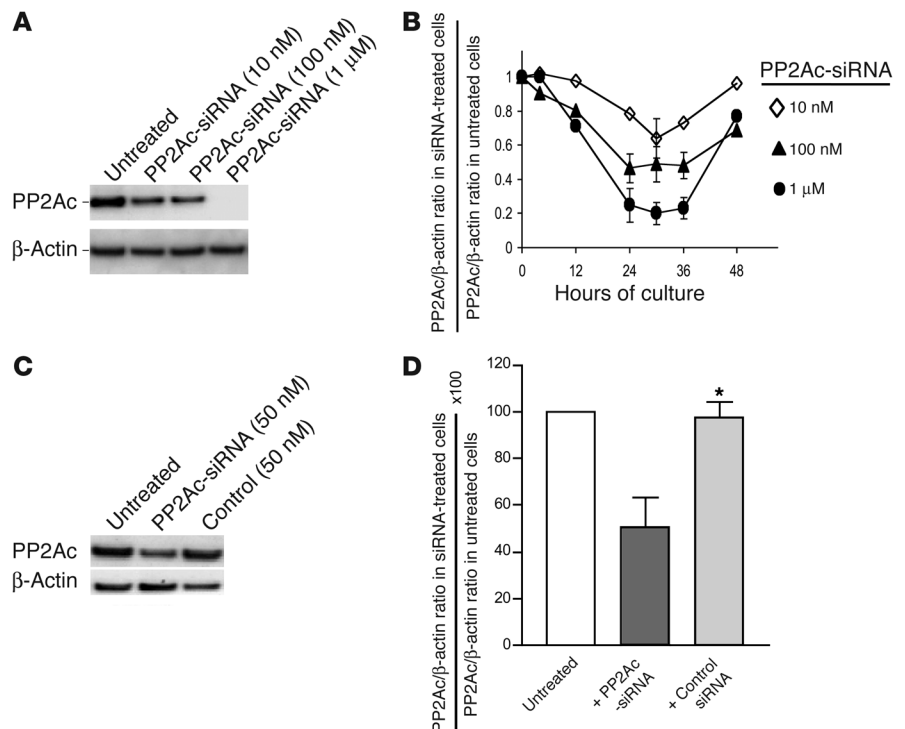 A
Untreated
PP2Ac-siRNA (10 nM)
PP2Ac-siRNA (100 nM)
PP2Ac-siRNA (1 μM)
PP2Ac
β-Actin
B
PP2Ac/β-actin ratio in siRNA-treated cells
PP2Ac/β-actin ratio in untreated cells
1
0.8
0.6
0.4
0.2
0
0
12
24
36
48
Hours of culture
PP2Ac-siRNA
10 nM
100 nM
1 μM
C
Untreated
PP2Ac-siRNA (50 nM)
Control (50 nM)
PP2Ac
β-Actin
D
PP2Ac/β-actin ratio in siRNA-treated cells
x100
PP2Ac/β-actin ratio in untreated cells
120
100
80
60
40
20
0
*
Untreated
+ PP2Ac
-siRNA
+ Control
siRNA